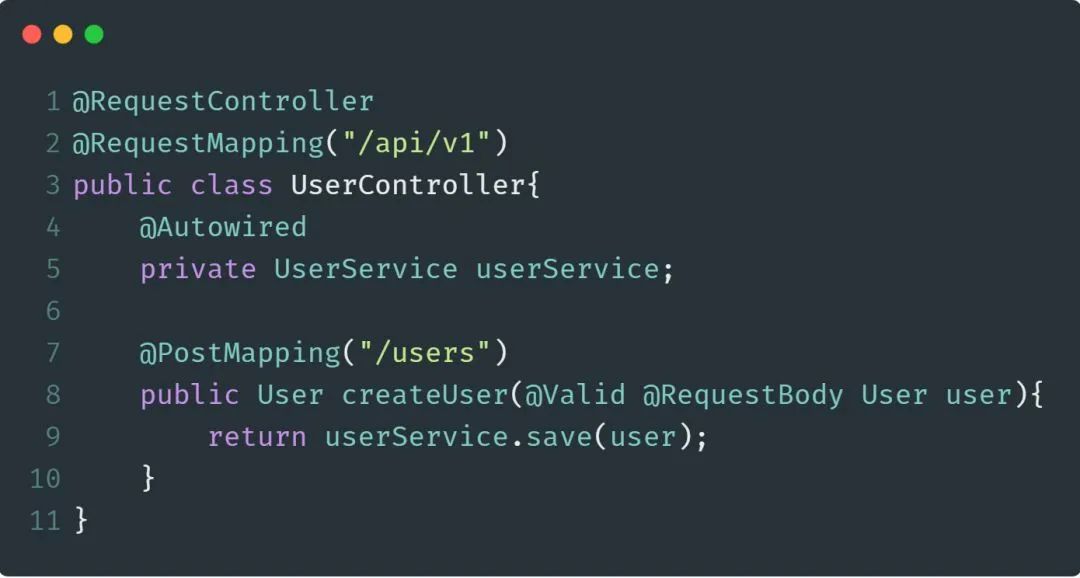 1 @RequestController
2 @RequestMapping("/api/v1")
3 public class UserController{
4     @Autowired
5     private UserService userService;
6
7     @PostMapping("/users")
8     public User createUser(@Valid @RequestBody User user){
9         return userService.save(user);
10     }
11 }